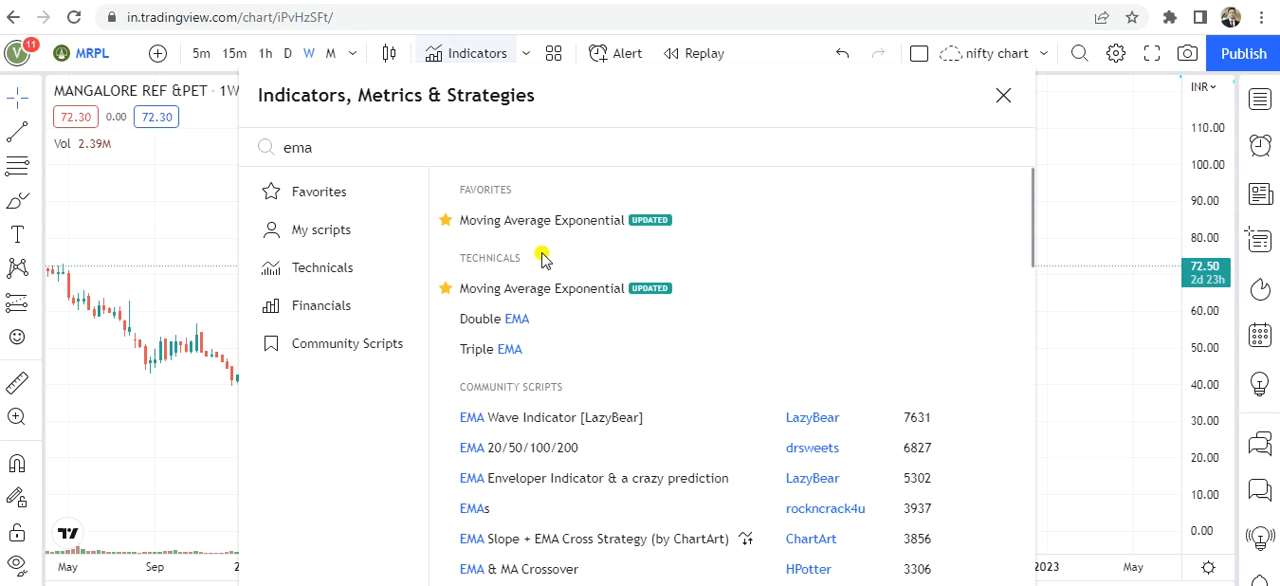 in.tradingview.com/chart/iPvHzSFt/
V 11 MRPL 5m 15m 1h D W M Indicators Alert Replay nifty chart Publish
MANGALORE REF &PET · 1W
72.30 0.00 72.30
Vol 2.39M
Indicators, Metrics & Strategies
ema
Favorites
My scripts
Technicals
Financials
Community Scripts
FAVORITES
Moving Average Exponential UPDATED
TECHNICALS
Moving Average Exponential UPDATED
Double EMA
Triple EMA
COMMUNITY SCRIPTS
EMA Wave Indicator [LazyBear] LazyBear 7631
EMA 20/50/100/200 drsweets 6827
EMA Enveloper Indicator & a crazy prediction LazyBear 5302
EMAs rockncrack4u 3937
EMA Slope + EMA Cross Strategy (by ChartArt) ChartArt 3856
EMA & MA Crossover HPotter 3306
INR
110.00
100.00
90.00
80.00
72.50
2d 23h
60.00
50.00
40.00
30.00
20.00
10.00
0.00
May Sep 2 2023 May